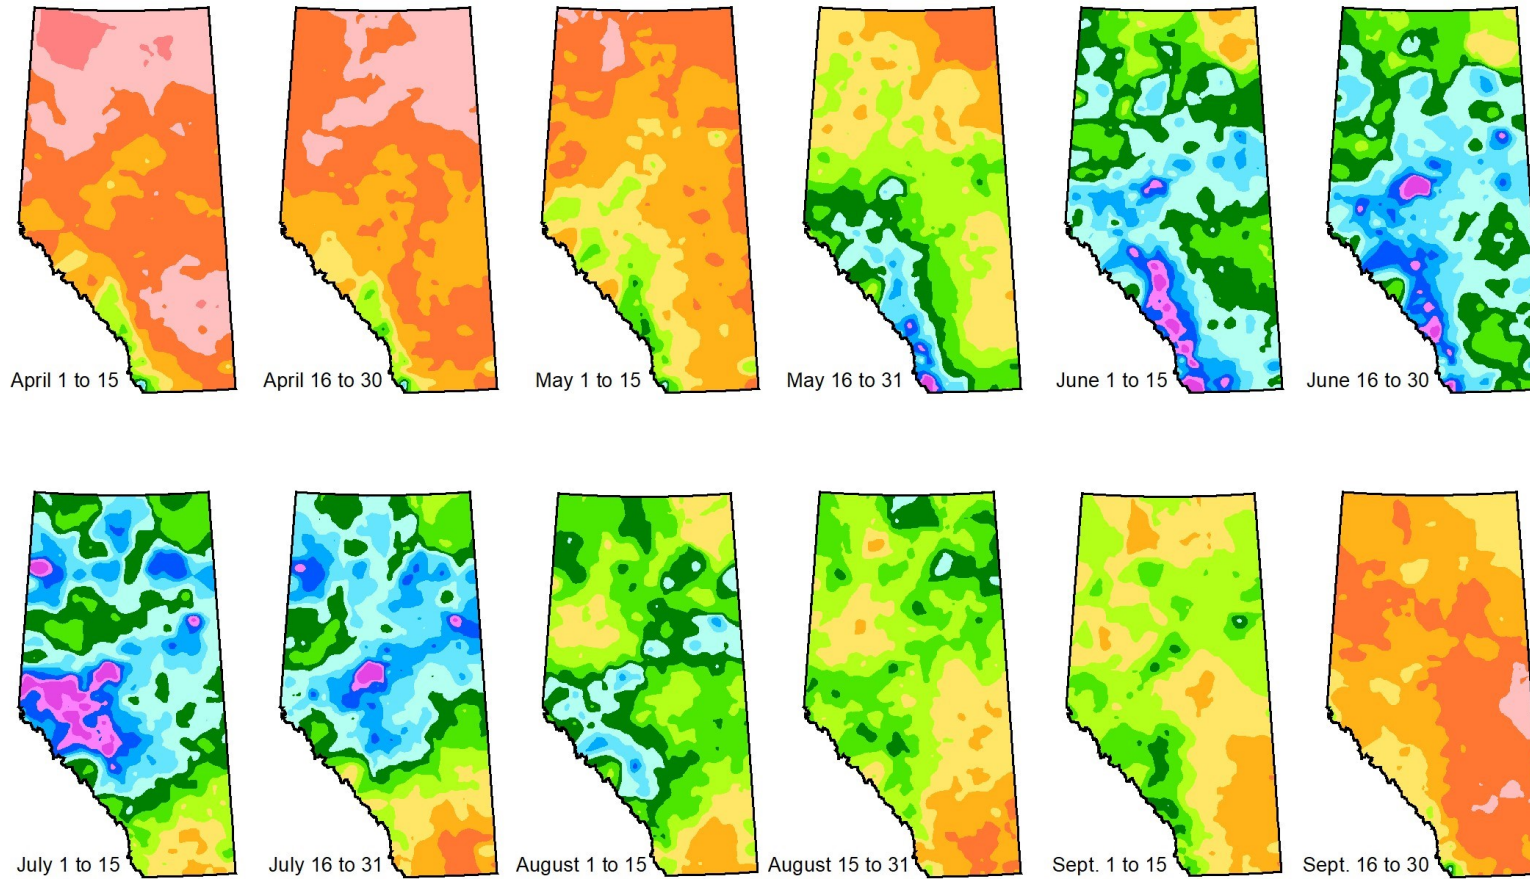 April 1 to 15
April 16 to 30
May 1 to 15
May 16 to 31
June 1 to 15
June 16 to 30
July 1 to 15
July 16 to 31
August 1 to 15
August 15 to 31
Sept. 1 to 15
Sept. 16 to 30